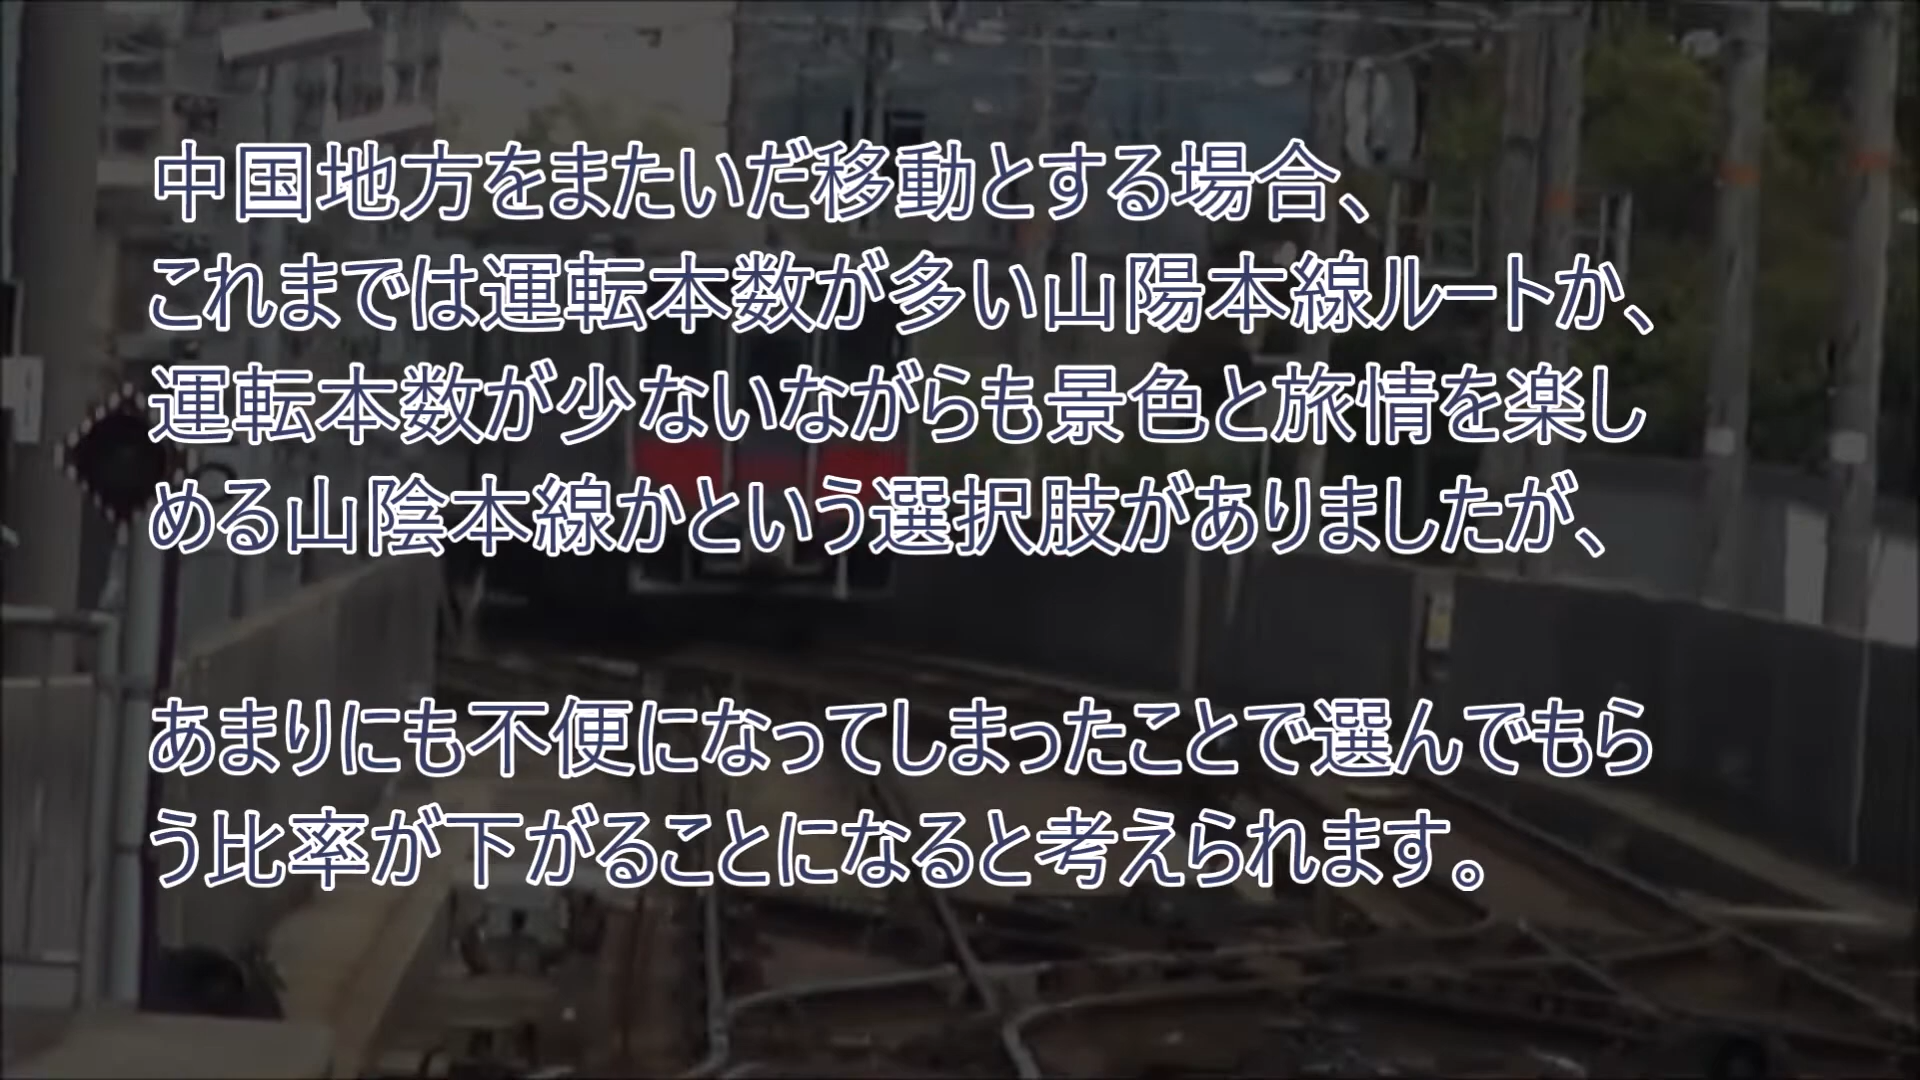 中国地方をまたいだ移動とする場合、
これまでは運転本数が多い山陽本線ルートか、
運転本数が少ないながらも景色と旅情を楽し
める山陰本線かという選択肢がありましたが、
あまりにも不便になってしまったことで選んでもら
う比率が下がることになると考えられます。